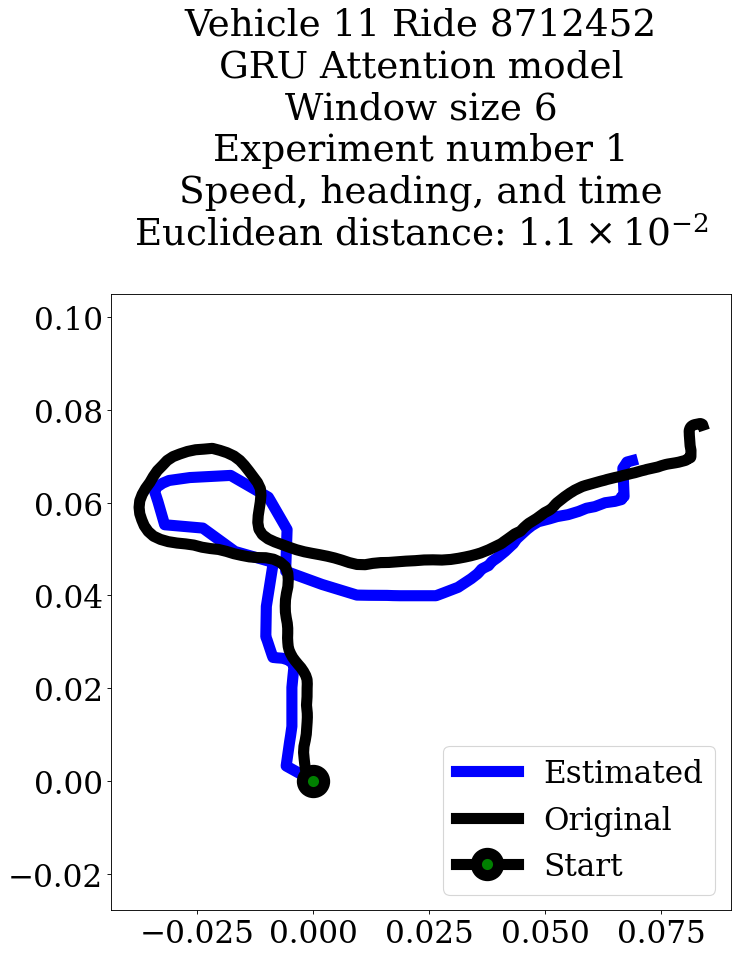 Vehicle 11 Ride 8712452
GRU Attention model
Window size 6
Experiment number 1
Speed, heading, and time
Euclidean distance: 1.1 × 10⁻²
0.10
0.08
0.06
0.04
0.02
0.00
−0.02
Estimated
Original
Start
−0.025 0.000 0.025 0.050 0.075